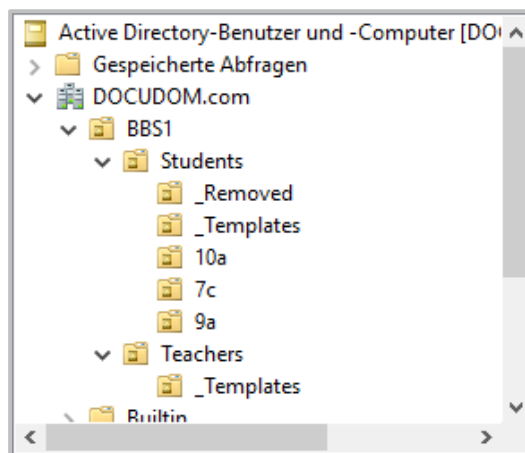 Active Directory-Benutzer und -Computer [DO
Gespeicherte Abfragen
DOCUDOM.com
BBS1
Students
_Removed
_Templates
10a
7c
9a
Teachers
_Templates
Builtin